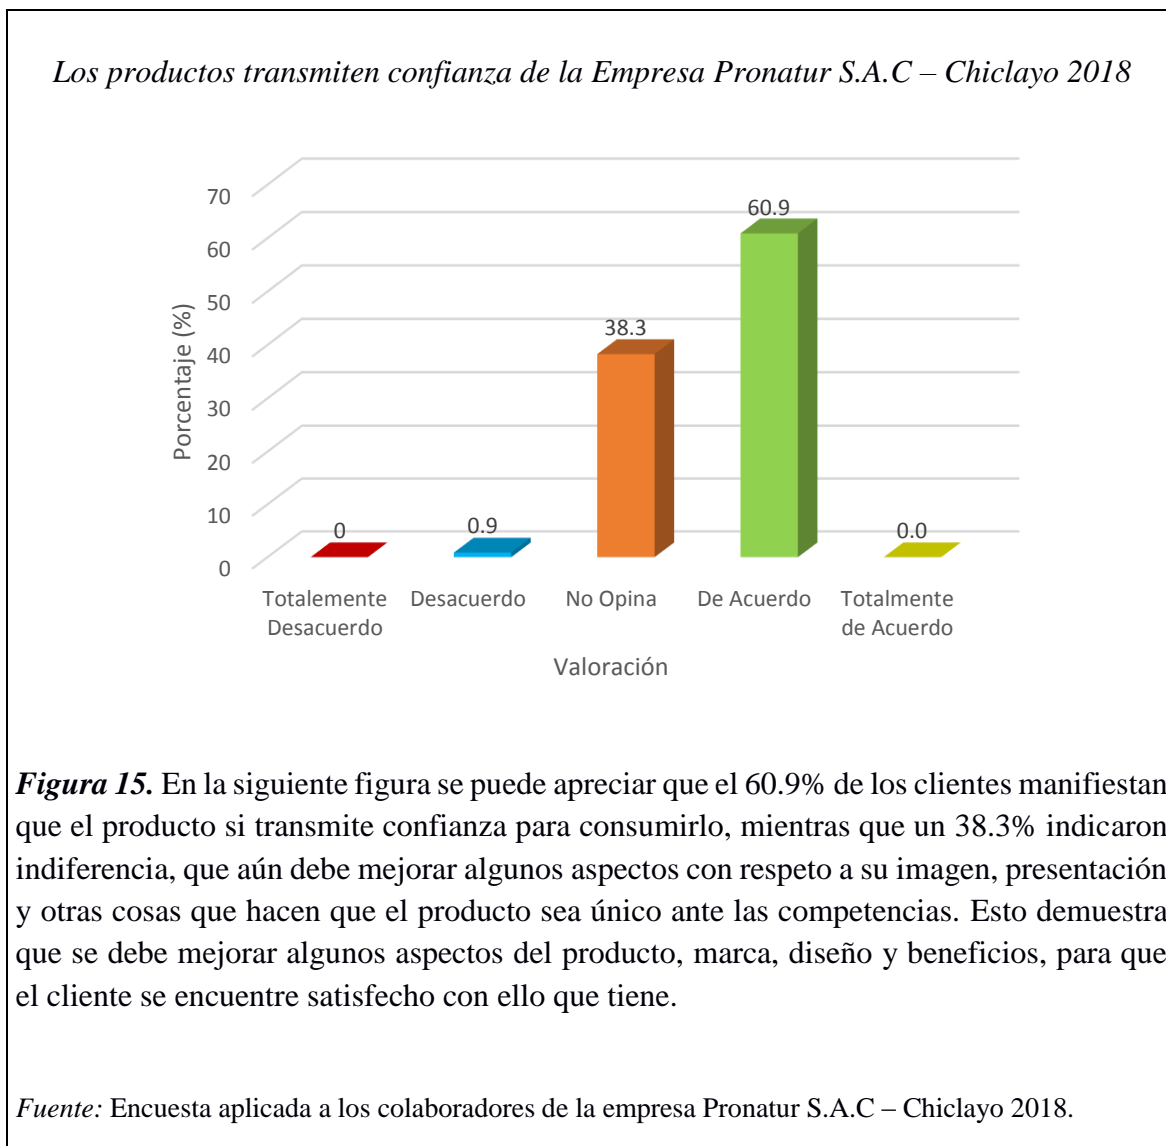 Los productos transmiten confianza de la Empresa Pronatur S.A.C – Chiclayo 2018
70
60
50
40
30
20
10
0
Porcentaje (%)
0
0.9
38.3
60.9
0.0
Totalemente Desacuerdo
Desacuerdo
No Opina
De Acuerdo
Totalmente de Acuerdo
Valoración
Figura 15. En la siguiente figura se puede apreciar que el 60.9% de los clientes manifiestan
que el producto si transmite confianza para consumirlo, mientras que un 38.3% indicaron
indiferencia, que aún debe mejorar algunos aspectos con respeto a su imagen, presentación
y otras cosas que hacen que el producto sea único ante las competencias. Esto demuestra
que se debe mejorar algunos aspectos del producto, marca, diseño y beneficios, para que
el cliente se encuentre satisfecho con ello que tiene.
Fuente: Encuesta aplicada a los colaboradores de la empresa Pronatur S.A.C – Chiclayo 2018.